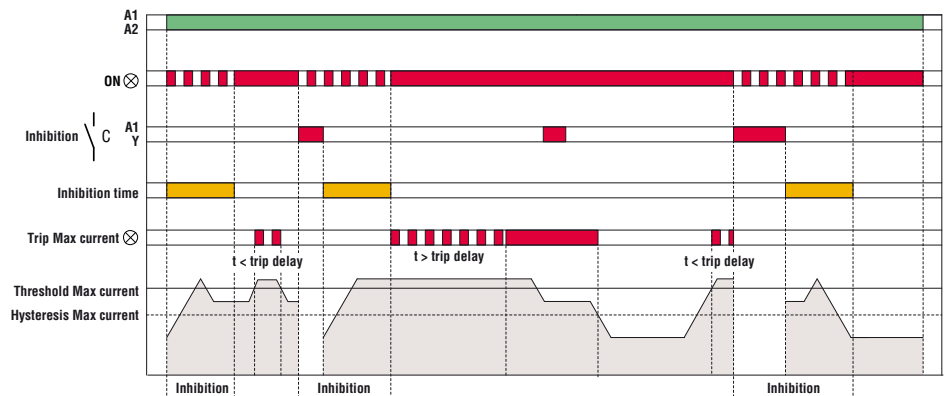 A1
A2
ON
Inhibition C A1
Y
Inhibition time
Trip Max current
t < trip delay t > trip delay t < trip delay
Threshold Max current
Hysteresis Max current
Inhibition Inhibition Inhibition